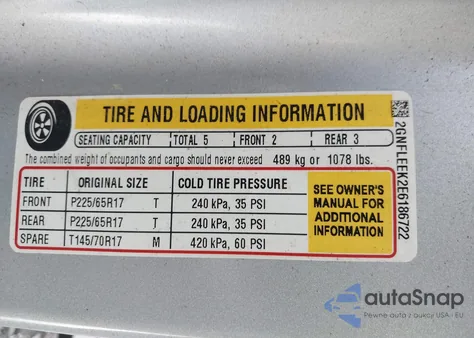 TIRE AND LOADING INFORMATION
SEATING CAPACITY TOTAL 5 FRONT 2 REAR 3
The combined weight of occupants and cargo should never exceed 489 kg or 1078 lbs.
TIRE ORIGINAL SIZE COLD TIRE PRESSURE
FRONT P225/65R17 T 240 kPa, 35 PSI
REAR P225/65R17 T 240 kPa, 35 PSI
SPARE T145/70R17 M 420 kPa, 60 PSI
SEE OWNER'S
MANUAL FOR
ADDITIONAL
INFORMATION
2GNFLEEK2E6186722
autaSnap
Pewne auta z aukcji USA - EU